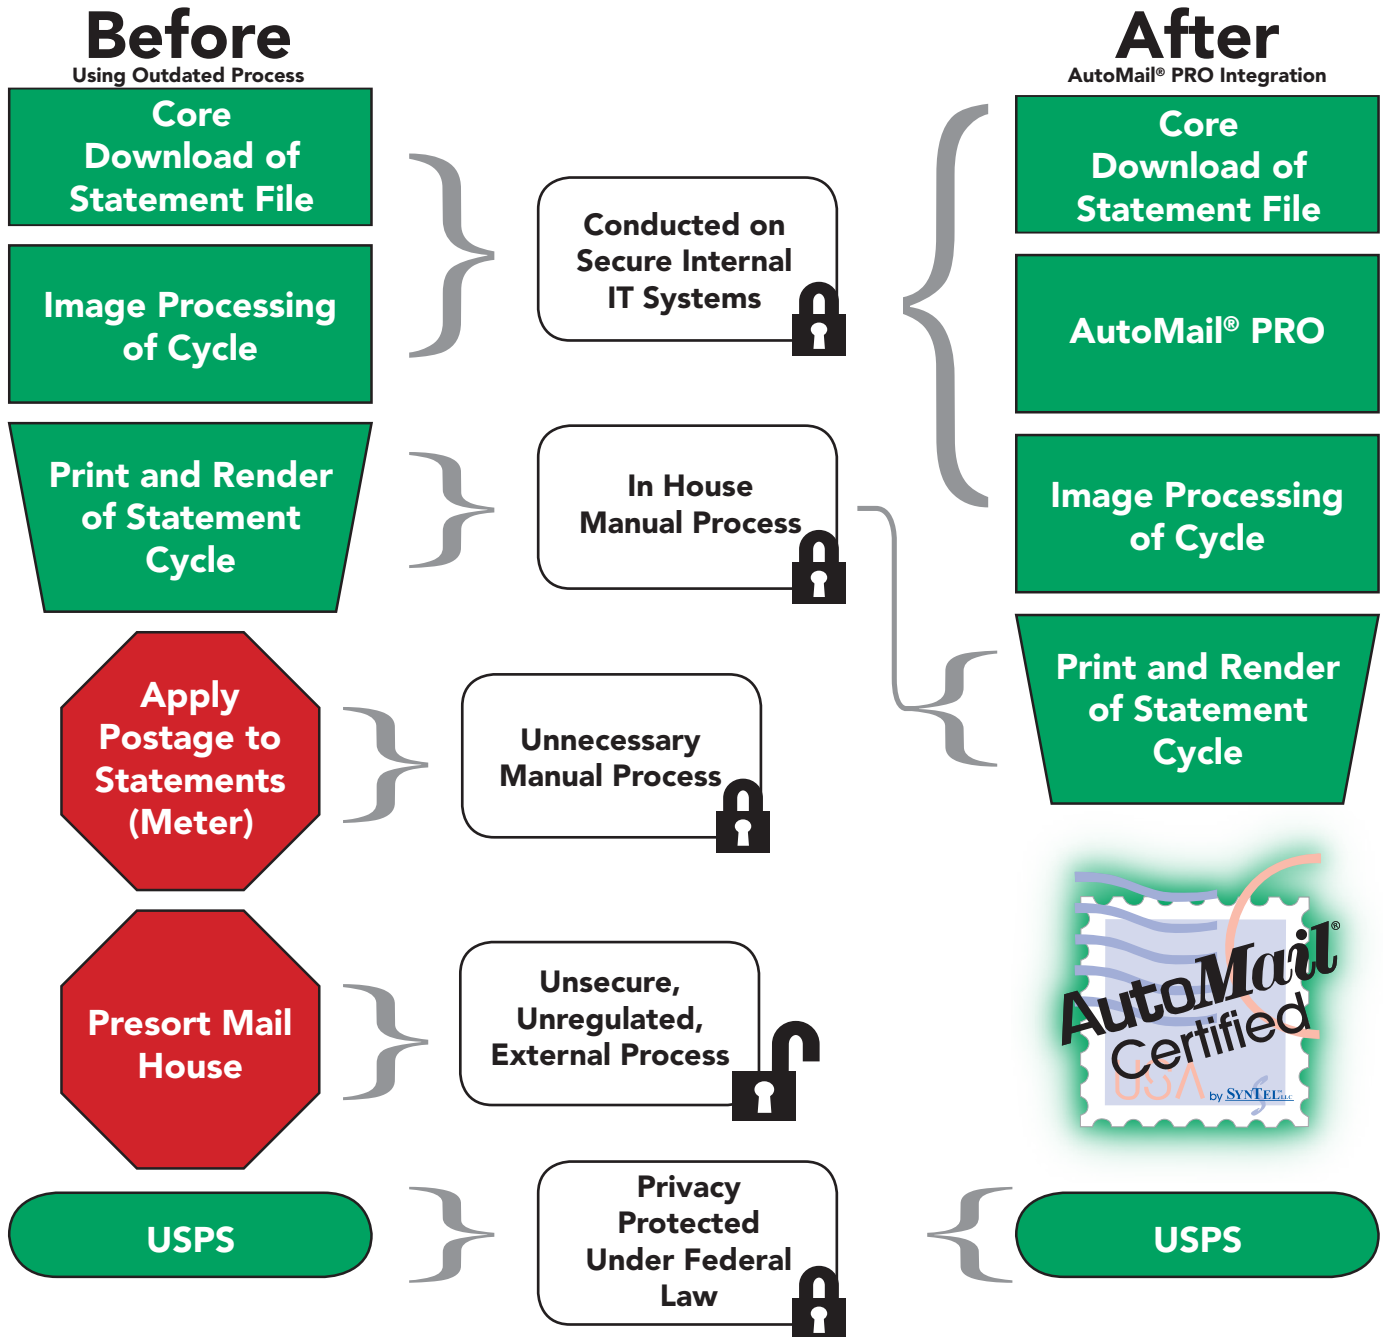 Before
Using Outdated Process
Core
Download of
Statement File
Image Processing
of Cycle
Print and Render
of Statement
Cycle
Apply
Postage to
Statements
(Meter)
Presort Mail
House
USPS
Conducted on
Secure Internal
IT Systems
In House
Manual Process
Unnecessary
Manual Process
Unsecure,
Unregulated,
External Process
Privacy
Protected
Under Federal
Law
After
AutoMail® PRO Integration
Core
Download of
Statement File
AutoMail® PRO
Image Processing
of Cycle
Print and Render
of Statement
Cycle
AutoMail®
Certified
USA
by SYNTEL™ LLC
USPS